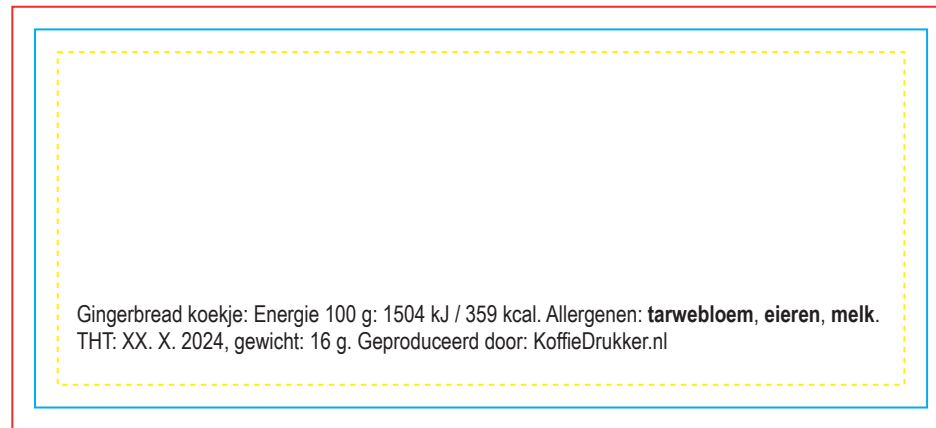 Gingerbread koekje: Energie 100 g: 1504 kJ / 359 kcal. Allergenen: tarwebloem, eieren, melk.
THT: XX. X. 2024, gewicht: 16 g. Geproduceerd door: KoffieDrukker.nl